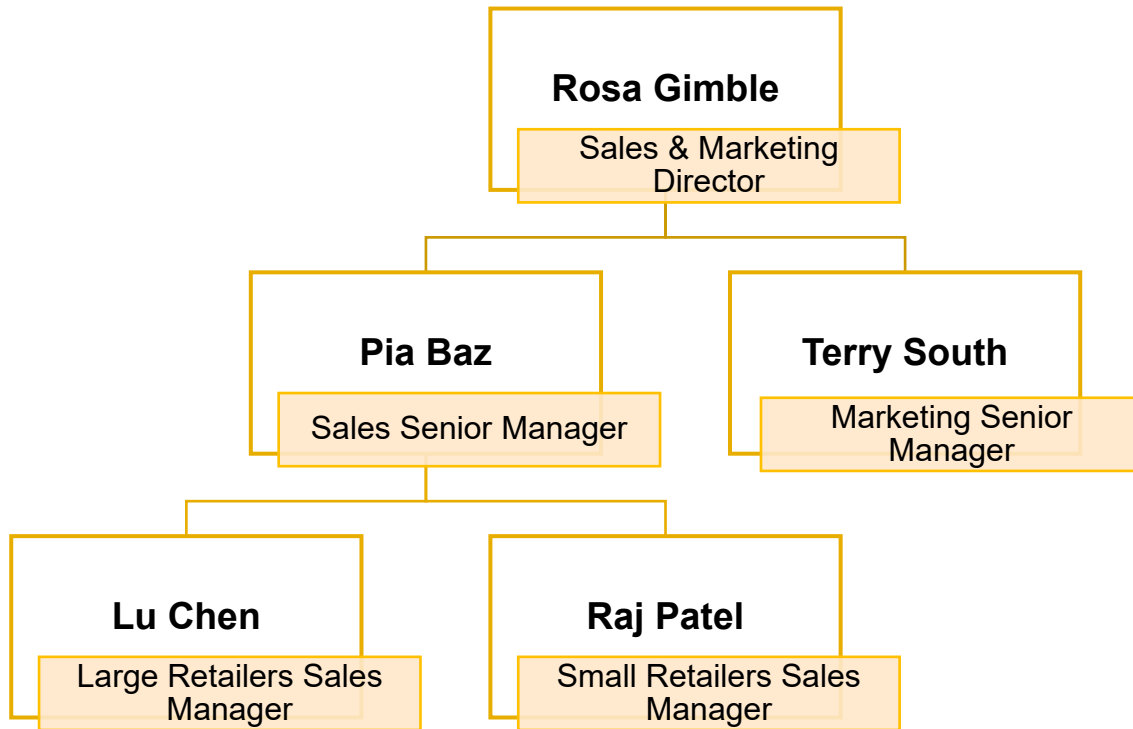 Rosa Gimble
Sales & Marketing
Director
Pia Baz
Sales Senior Manager
Terry South
Marketing Senior
Manager
Lu Chen
Large Retailers Sales
Manager
Raj Patel
Small Retailers Sales
Manager